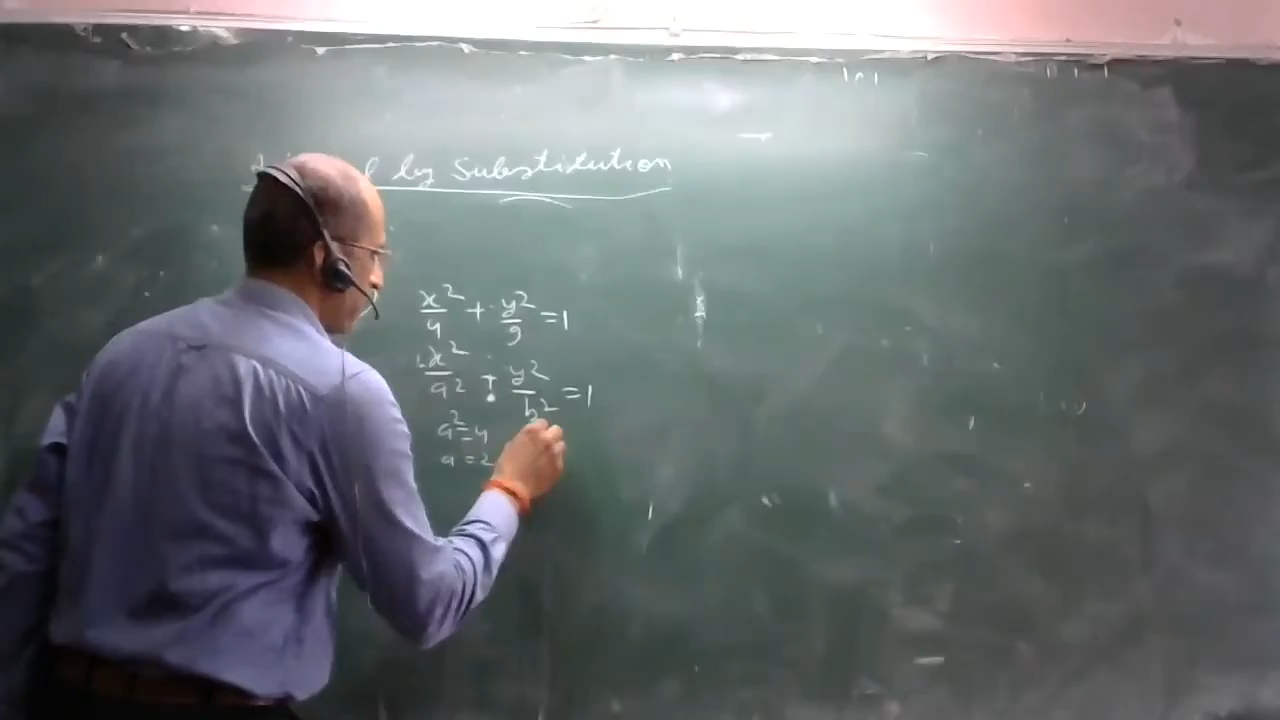 by Substitution
x²/4 + y²/9 = 1
x²/a² + y²/b² = 1
a² = 4
a = 2